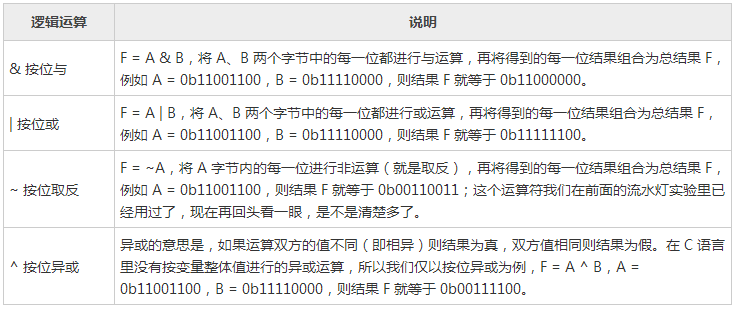 逻辑运算 说明
& 按位与
F = A & B，将 A、B 两个字节中的每一位都进行与运算，再将得到的每一位结果组合为总结果 F，
例如 A = 0b11001100，B = 0b11110000，则结果 F 就等于 0b11000000。
| 按位或
F = A | B，将 A、B 两个字节中的每一位都进行或运算，再将得到的每一位结果组合为总结果 F，
例如 A = 0b11001100，B = 0b11110000，则结果 F 就等于 0b11111100。
~ 按位取反
F = ~A，将 A 字节内的每一位进行非运算（就是取反），再将得到的每一位结果组合为总结果 F，
例如 A = 0b11001100，则结果 F 就等于 0b00110011；这个运算符我们在前面的流水灯实验里已
经用过了，现在再回头看一眼，是不是清楚多了。
^ 按位异或
异或的意思是，如果运算双方的值不同（即相异）则结果为真，双方值相同则结果为假。在 C 语言
里没有按变量整体值进行的异或运算，所以我们仅以按位异或为例，F = A ^ B，A =
0b11001100，B = 0b11110000，则结果 F 就等于 0b00111100。